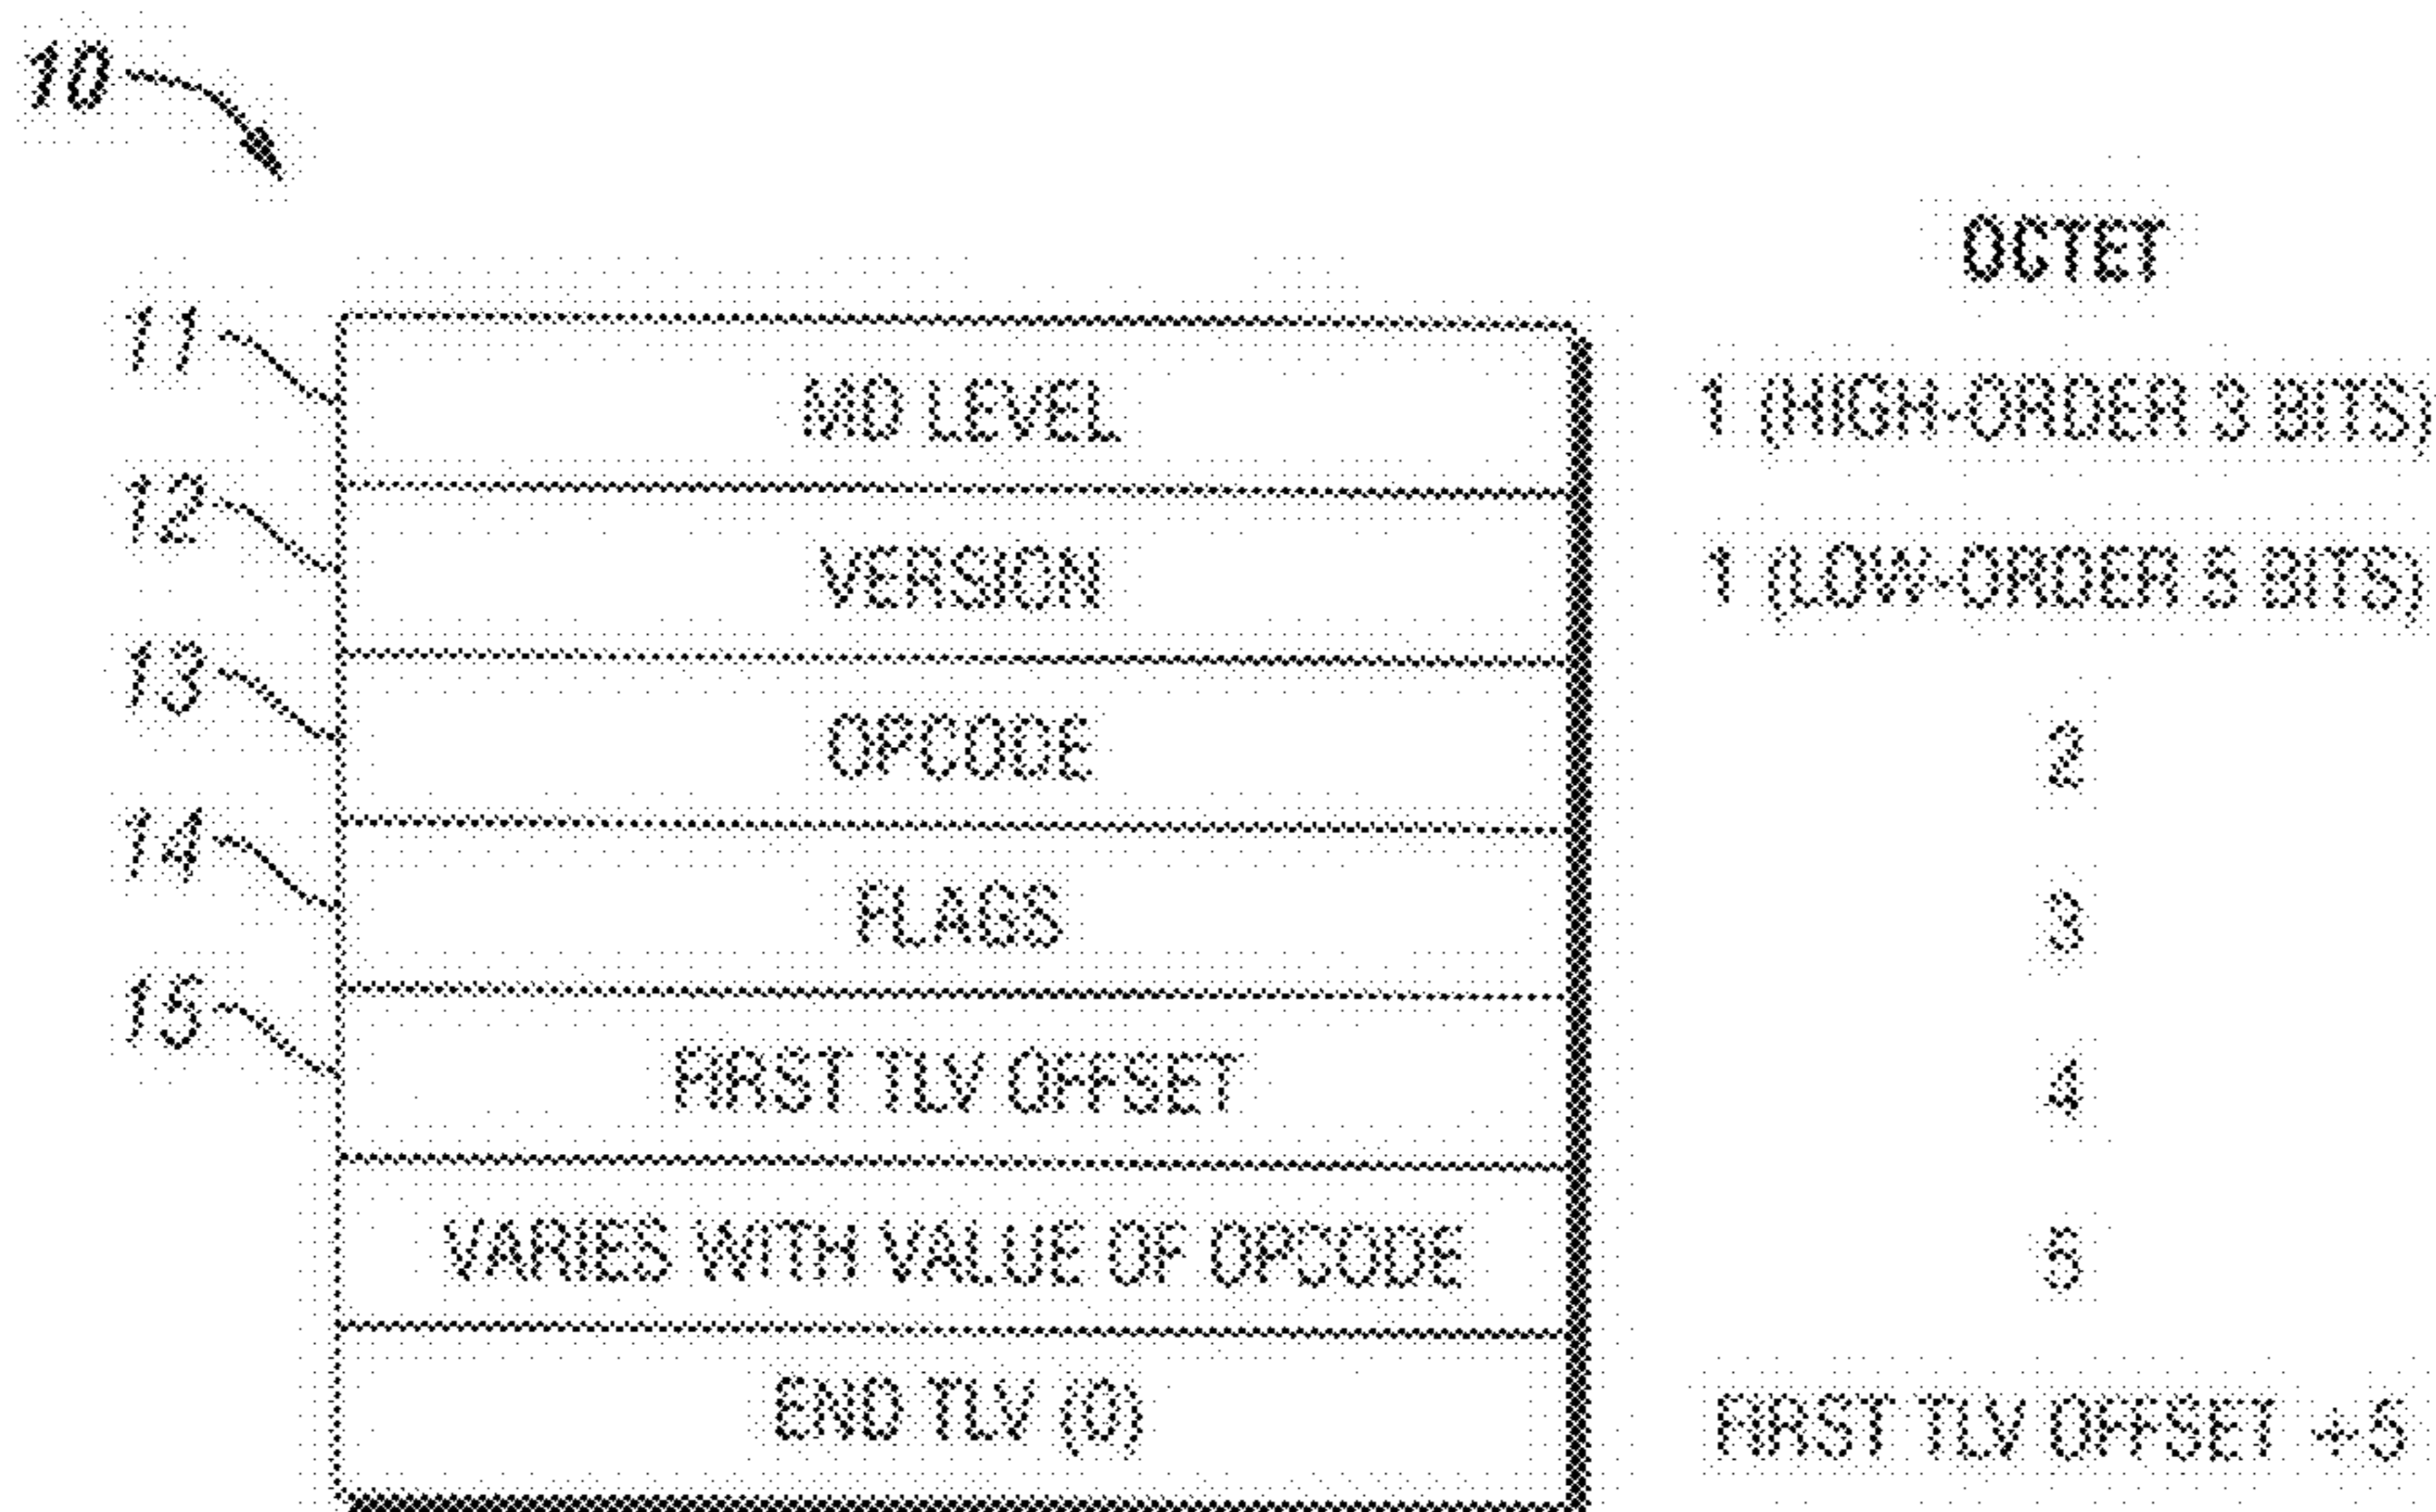 10
OCTET
11 MD LEVEL 1 (HIGH-ORDER 3 BITS)
12 VERSION 1 (LOW-ORDER 5 BITS)
13 OPCODE 2
14 FLAGS 3
15 FIRST TLV OFFSET 4
VARIES WITH VALUE OF OPCODE 5
END TLV (0) FIRST TLV OFFSET +5